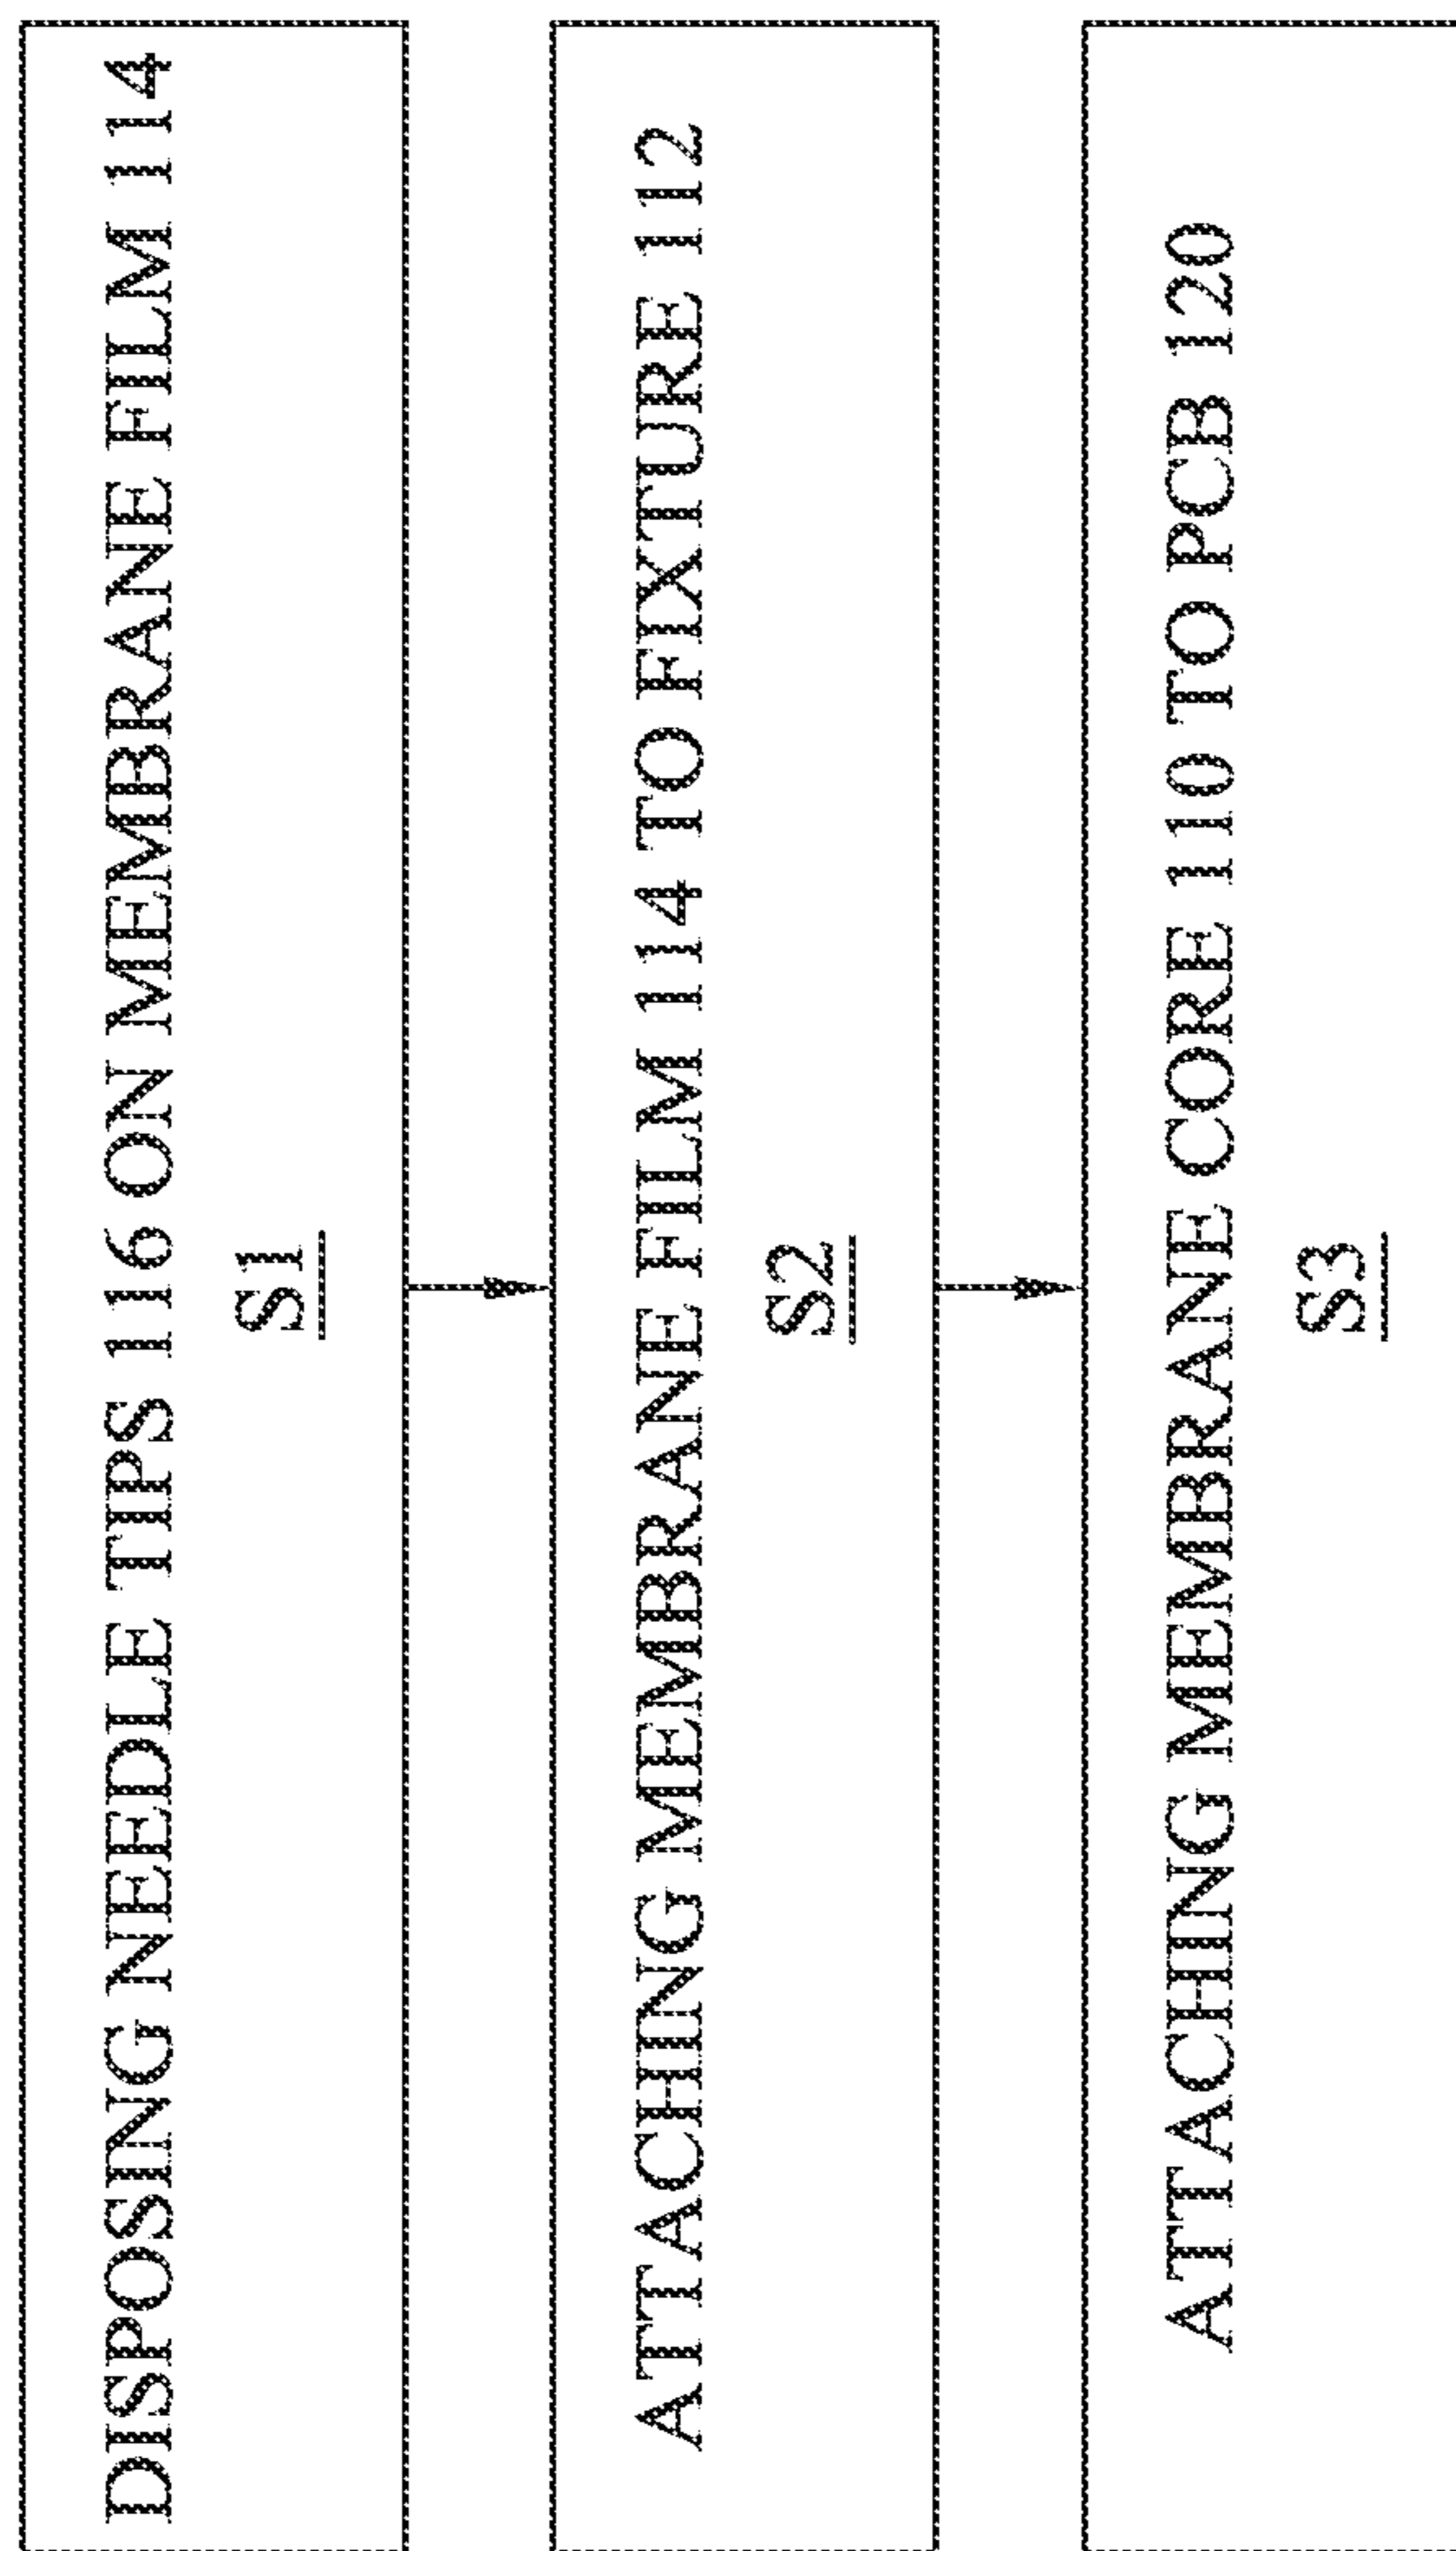 DISPOSING NEEDLE TIPS 116 ON MEMBRANE FILM 114
S1
ATTACHING MEMBRANE FILM 114 TO FIXTURE 112
S2
ATTACHING MEMBRANE CORE 110 TO PCB 120
S3